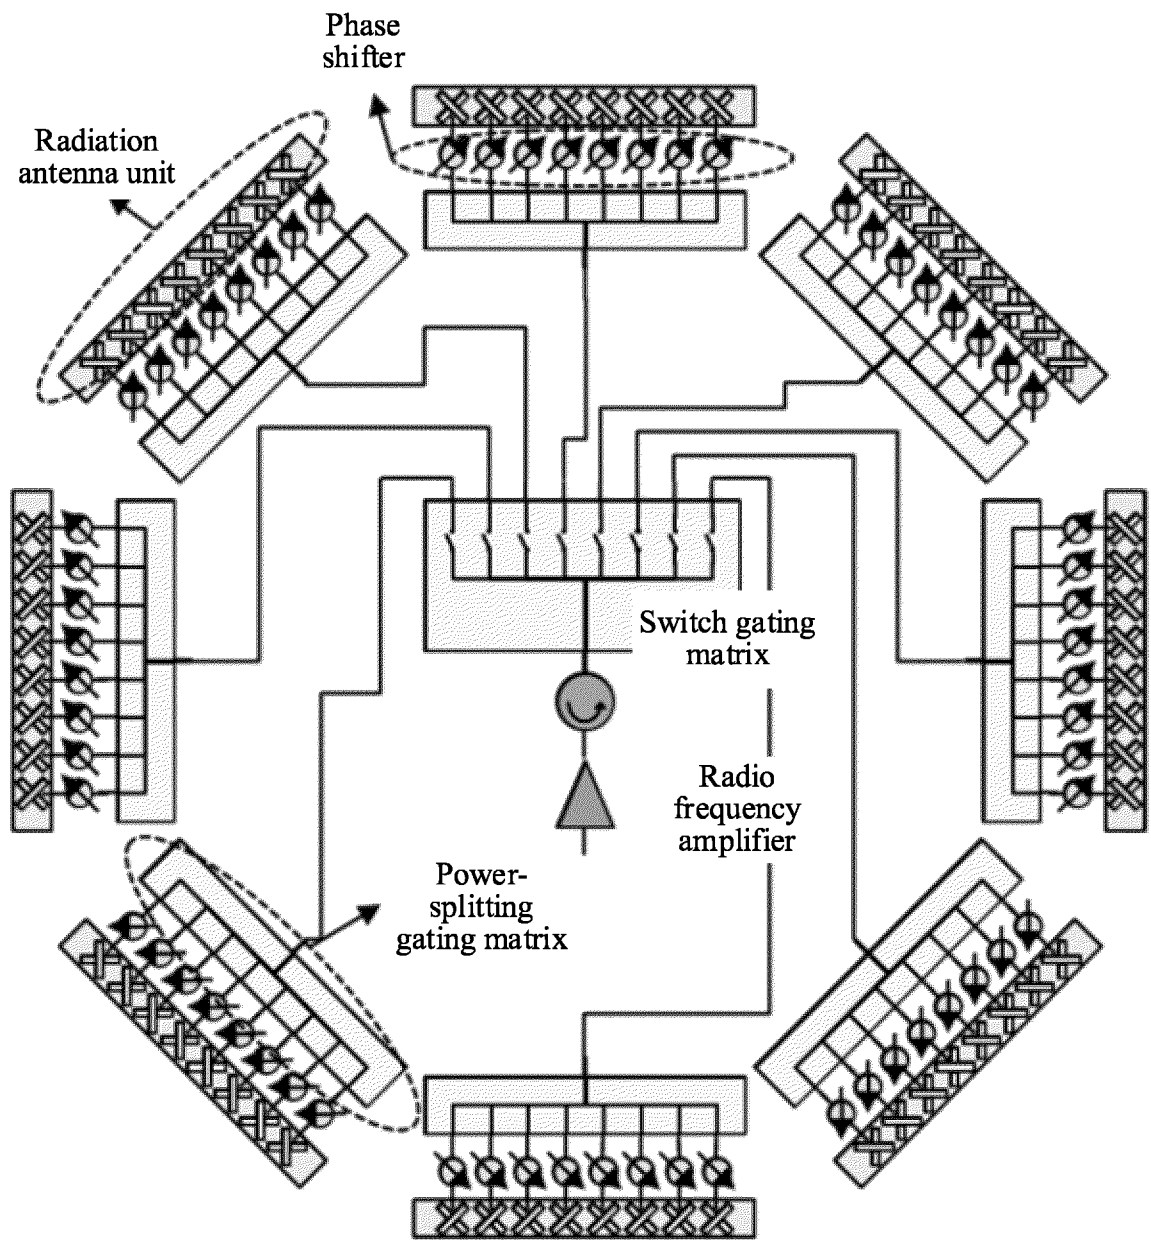 Phase
shifter
Radiation
antenna unit
Switch gating
matrix
Radio
frequency
amplifier
Power-
splitting
gating matrix